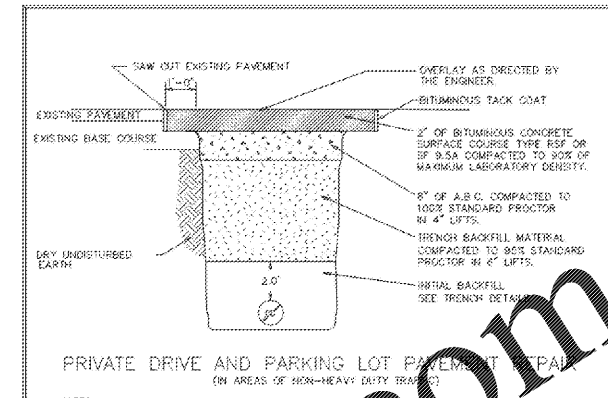 SAW CUT EXISTING PAVEMENT
1'-0"
OVERLAY AS DIRECTED BY
THE ENGINEER
BITUMINOUS TACK COAT
EXISTING PAVEMENT
EXISTING BASE COURSE
2" OF BITUMINOUS CONCRETE
SURFACE COURSE TYPE RSF OR
SF 9.5A COMPACTED TO 90% OF
MAXIMUM LABORATORY DENSITY.
8" OF A.B.C. COMPACTED TO
100% STANDARD PROCTOR
IN 4" LIFTS.
TRENCH BACKFILL MATERIAL
COMPACTED TO 95% STANDARD
PROCTOR IN 6" LIFTS.
DRY UNDISTURBED
EARTH
2.0'
INITIAL BACKFILL
SEE TRENCH DETAIL
PRIVATE DRIVE AND PARKING LOT PAVEMENT REPAIR
(IN AREAS OF NON-HEAVY DUTY TRAFFIC)
.com